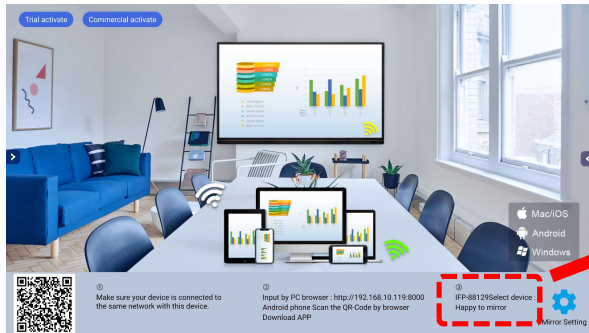 Trial activate
Commercial activate
Mac/iOS
Android
Windows
①
Make sure your device is connected to
the same network with this device.
②
Input by PC browser : http://192.168.10.119:8000
Android phone Scan the QR-Code by browser
Download APP
③
IFP-88129Select device :
Happy to mirror
Mirror Setting